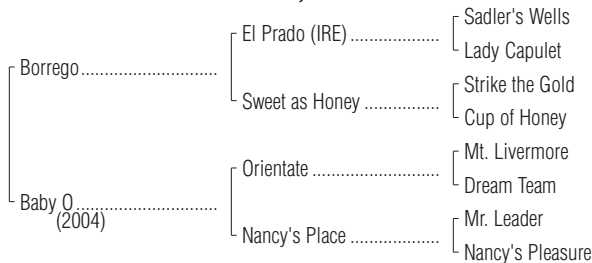 Sadler's Wells
El Prado (IRE) ...................
Lady Capulet
Borrego.............................
Strike the Gold
Sweet as Honey ................
Cup of Honey
Mt. Livermore
Orientate ...........................
Dream Team
Baby O..............................
(2004)
Mr. Leader
Nancy's Place ...................
Nancy's Pleasure